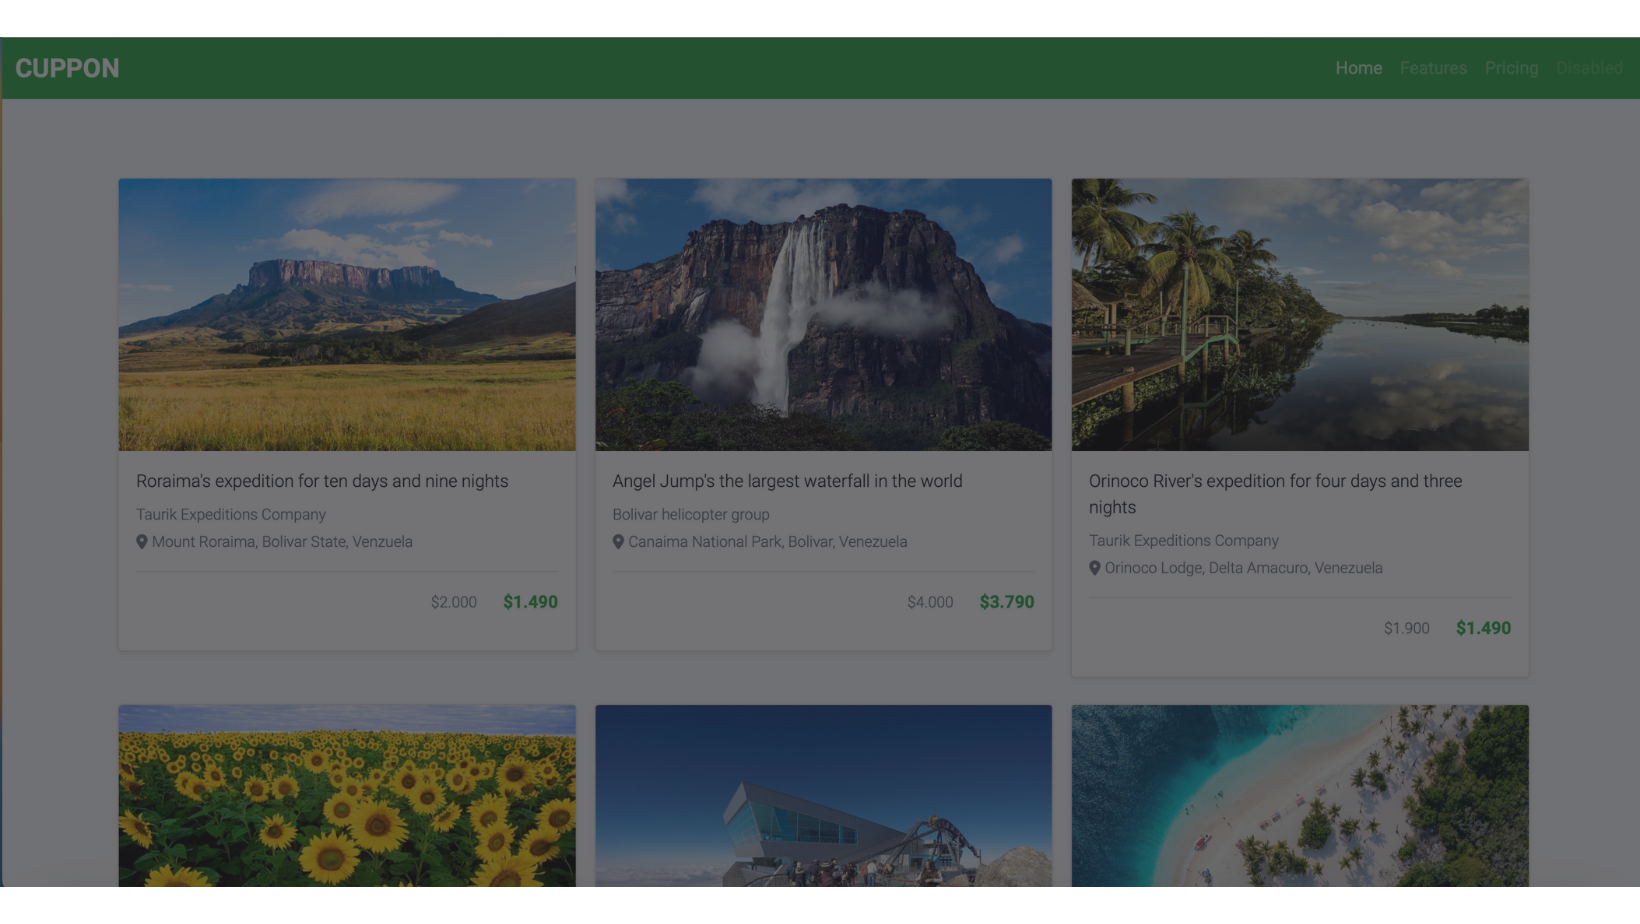 CUPPON
Home Features Pricing Disabled
Roraima's expedition for ten days and nine nights
Taurik Expeditions Company
Mount Roraima, Bolivar State, Venzuela
$2.000 $1.490
Angel Jump's the largest waterfall in the world
Bolivar helicopter group
Canaima National Park, Bolivar, Venezuela
$4.000 $3.790
Orinoco River's expedition for four days and three
nights
Taurik Expeditions Company
Orinoco Lodge, Delta Amacuro, Venezuela
$1.900 $1.490